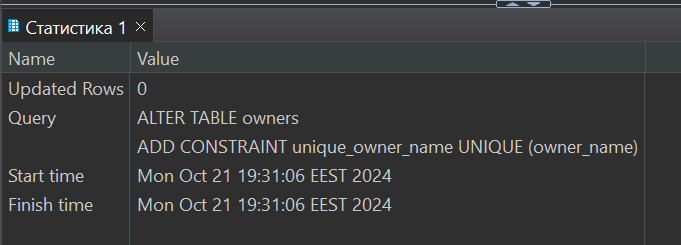 Статистика 1
Name Value
Updated Rows 0
Query ALTER TABLE owners
ADD CONSTRAINT unique_owner_name UNIQUE (owner_name)
Start time Mon Oct 21 19:31:06 EEST 2024
Finish time Mon Oct 21 19:31:06 EEST 2024